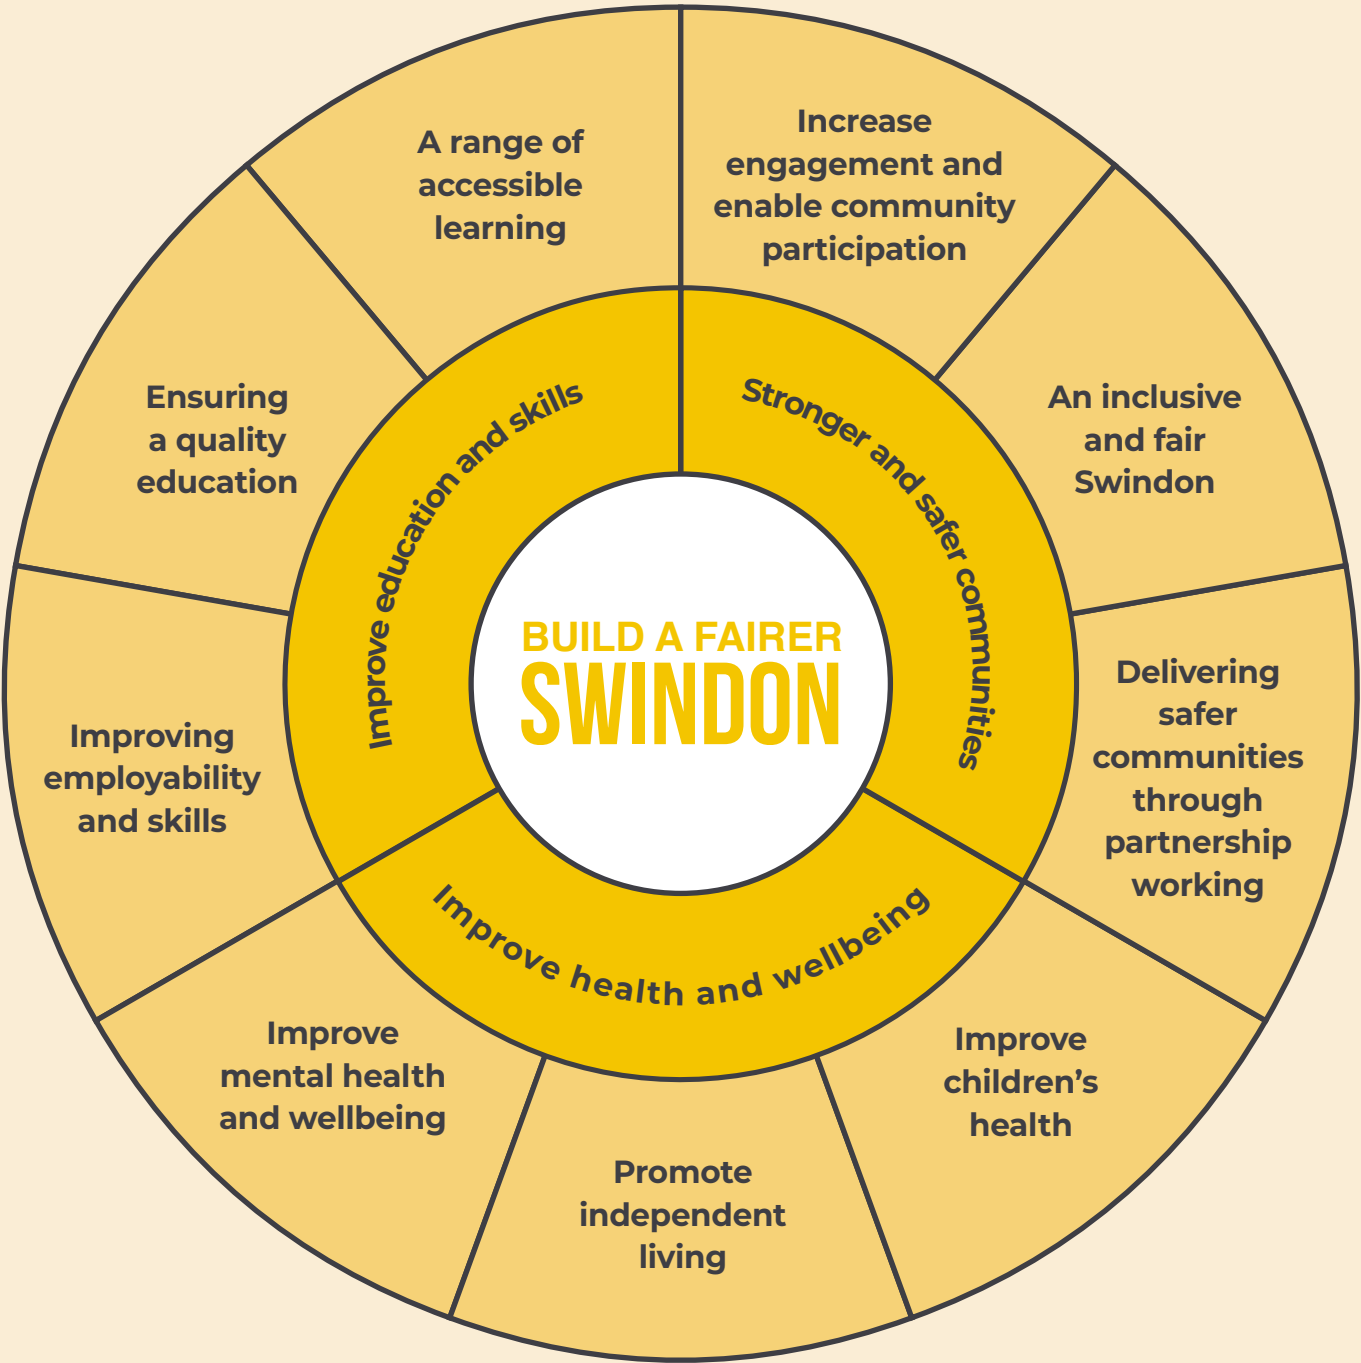 BUILD A FAIRER
SWINDON
Stronger and safer communities
Increase
engagement and
enable community
participation
An inclusive
and fair
Swindon
Delivering
safer
communities
through
partnership
working
Improve health and wellbeing
Improve
children’s
health
Promote
independent
living
Improve
mental health
and wellbeing
Improve education and skills
Improving
employability
and skills
Ensuring
a quality
education
A range of
accessible
learning